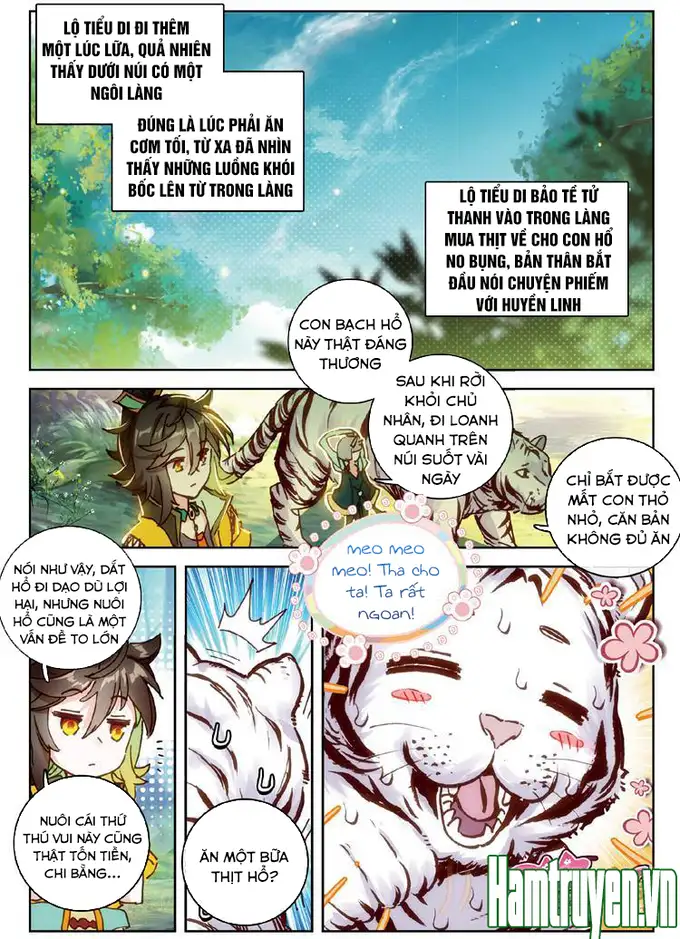 LỘ TIỂU DI ĐI THÊM
MỘT LÚC LỮA, QUẢ NHIÊN
THẤY DƯỚI NÚI CÓ MỘT
NGÔI LÀNG
ĐÚNG LÀ LÚC PHẢI ĂN
CƠM TỐI, TỪ XA ĐÃ NHÌN
THẤY NHỮNG LUỒNG KHÓI
BỐC LÊN TỪ TRONG LÀNG
LỘ TIỂU DI BẢO TỀ TỬ
THANH VÀO TRONG LÀNG
MUA THỊT VỀ CHO CON HỔ
NO BỤNG, BẢN THÂN BẮT
ĐẦU NÓI CHUYỆN PHIẾM
VỚI HUYỀN LINH
CON BẠCH HỔ
NÀY THẬT ĐÁNG
THƯƠNG
SAU KHI RỜI
KHỎI CHỦ
NHÂN, ĐI LOANH
QUANH TRÊN
NÚI SUỐT VÀI
NGÀY
CHỈ BẮT ĐƯỢC
MẤT CON THỎ
NHỎ, CĂN BẢN
KHÔNG ĐỦ ĂN
meo meo
meo! Tha cho
ta! Ta rất
ngoan!
NÓI NHƯ VẬY, DẮT
HỔ ĐI DẠO DÙ LỢI
HẠI, NHƯNG NUÔI
HỔ CŨNG LÀ MỘT
VẤN ĐỀ TO LỚN
NUÔI CÁI THỨ
THÚ VUI NÀY CŨNG
THẬT TỐN TIỀN,
CHI BẰNG...
ĂN MỘT BỮA
THỊT HỔ?
Hamtruyen.vn